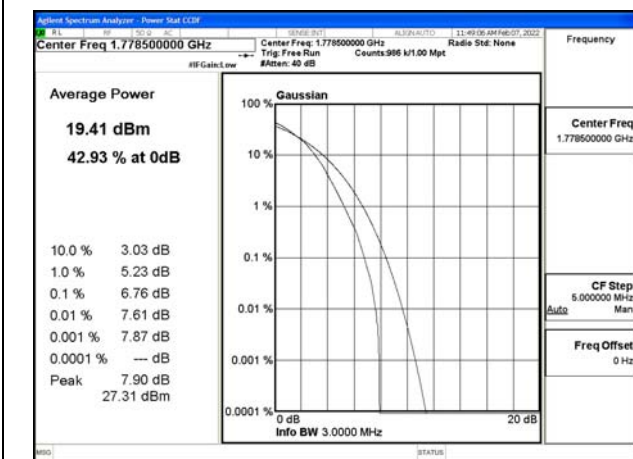 Agilent Spectrum Analyzer - Power Stat CCDF
RL RF 50 Ω AC SENSE:INT ALIGNAUTO 11:49:06 AM Feb 07, 2022
Center Freq 1.778500000 GHz
Center Freq: 1.778500000 GHz Radio Std: None
Trig: Free Run Counts:986 k/1.00 Mpt
#IFGain:Low #Atten: 40 dB
Frequency
Average Power
19.41 dBm
42.93 % at 0dB
10.0 % 3.03 dB
1.0 % 5.23 dB
0.1 % 6.76 dB
0.01 % 7.61 dB
0.001 % 7.87 dB
0.0001 % --- dB
Peak 7.90 dB
27.31 dBm
Gaussian
100 %
10 %
1 %
0.1 %
0.01 %
0.001 %
0.0001 %
0 dB 20 dB
Info BW 3.0000 MHz
Center Freq
1.778500000 GHz
CF Step
5.000000 MHz
Auto Man
Freq Offset
0 Hz
MSG STATUS